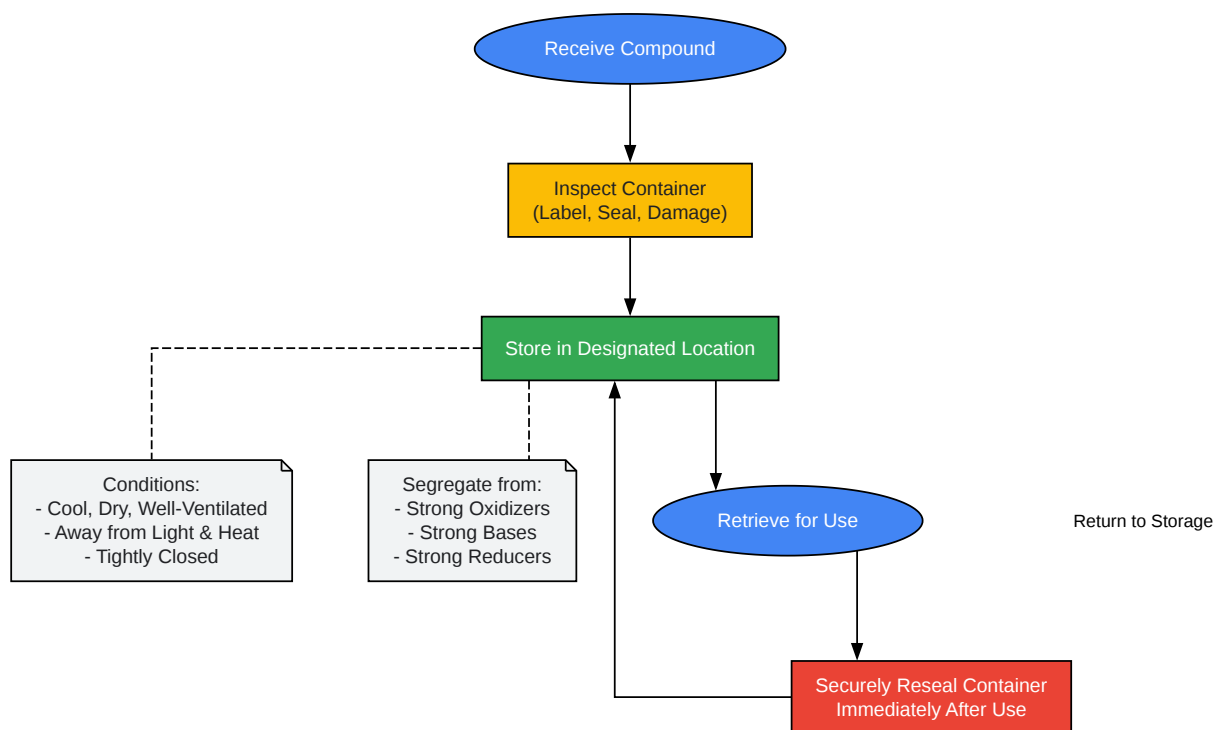 Receive Compound
Inspect Container
(Label, Seal, Damage)
Store in Designated Location
Conditions:
- Cool, Dry, Well-Ventilated
- Away from Light & Heat
- Tightly Closed
Segregate from:
- Strong Oxidizers
- Strong Bases
- Strong Reducers
Retrieve for Use
Return to Storage
Securely Reseal Container
Immediately After Use